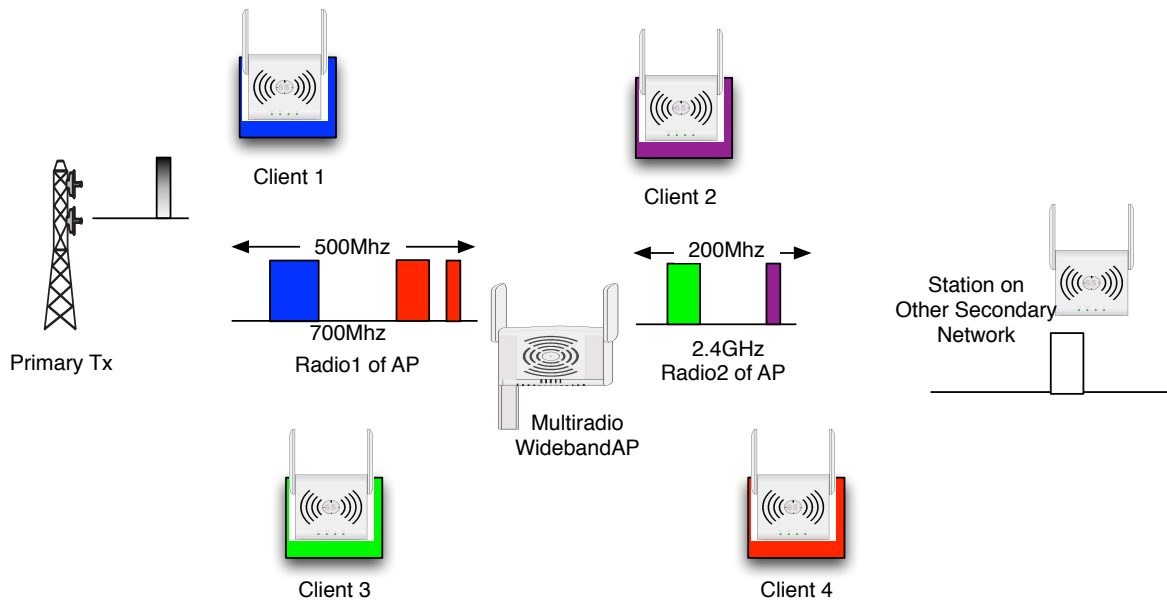 Client 1
Client 2
500Mhz
200Mhz
Station on
Other Secondary
Network
700Mhz
Radio1 of AP
2.4GHz
Radio2 of AP
Primary Tx
Multiradio
WidebandAP
Client 3
Client 4